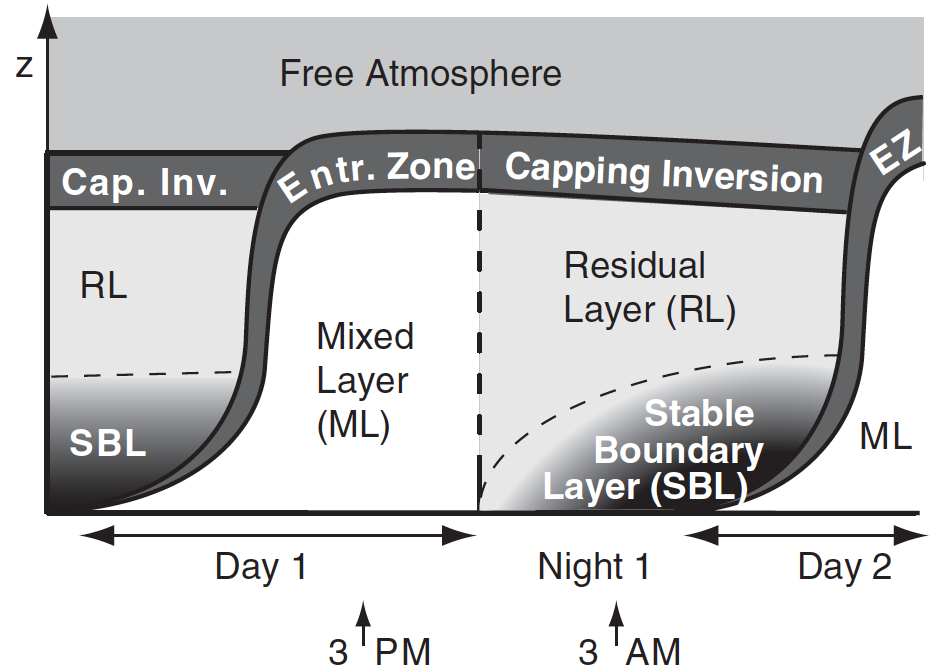 z
Free Atmosphere
Cap. Inv.
Entr. Zone
Capping Inversion
EZ
RL
Residual
Layer (RL)
Mixed
Layer
(ML)
SBL
Stable
Boundary
Layer (SBL)
ML
Day 1
Night 1
Day 2
3 PM
3 AM